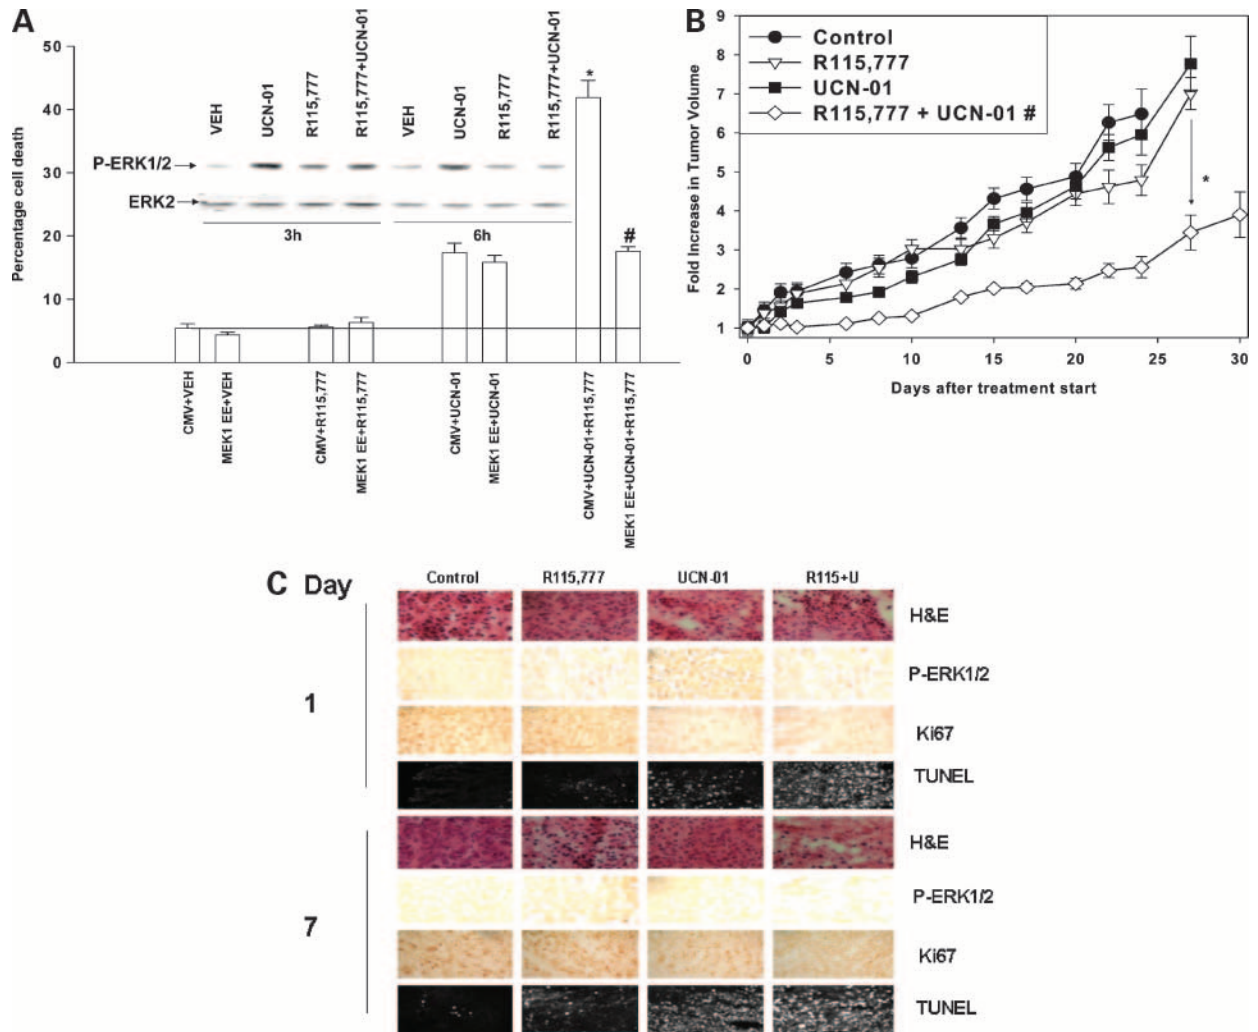 A
Percentage cell death
50
40
30
20
10
0
VEH
UCN-01
R115,777
R115,777+UCN-01
VEH
UCN-01
R115,777
R115,777+UCN-01
P-ERK1/2
ERK2
3h
6h
*
#
CMV+VEH
MEK1 EE+VEH
CMV+R115,777
MEK1 EE+R115,777
CMV+UCN-01
MEK1 EE+UCN-01
CMV+UCN-01+R115,777
MEK1 EE+UCN-01+R115,777
B
Fold Increase in Tumor Volume
9
8
7
6
5
4
3
2
1
Control
R115,777
UCN-01
R115,777 + UCN-01 #
*
0 5 10 15 20 25 30
Days after treatment start
C Day
Control R115,777 UCN-01 R115+U
1
H&E
P-ERK1/2
Ki67
TUNEL
7
H&E
P-ERK1/2
Ki67
TUNEL